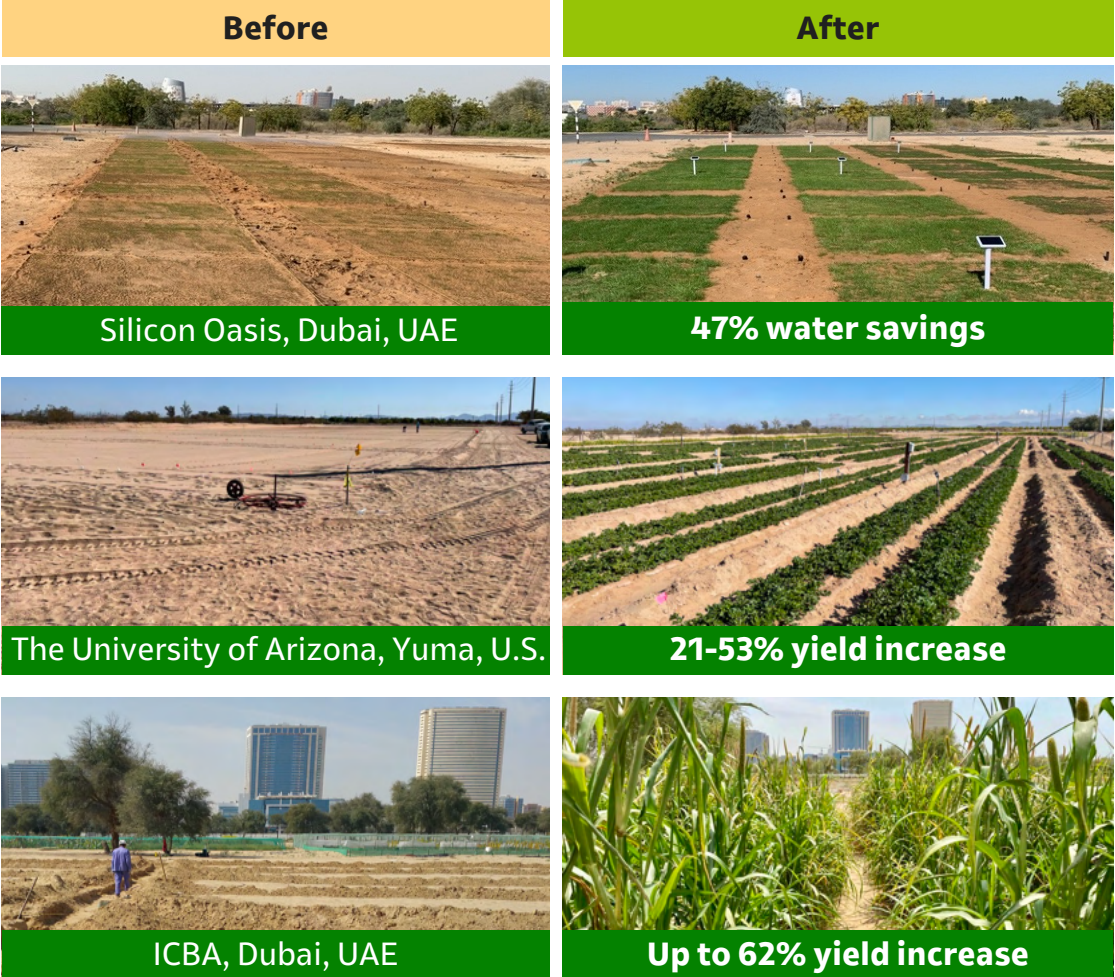 Before
After
Silicon Oasis, Dubai, UAE
47% water savings
The University of Arizona, Yuma, U.S.
21-53% yield increase
ICBA, Dubai, UAE
Up to 62% yield increase